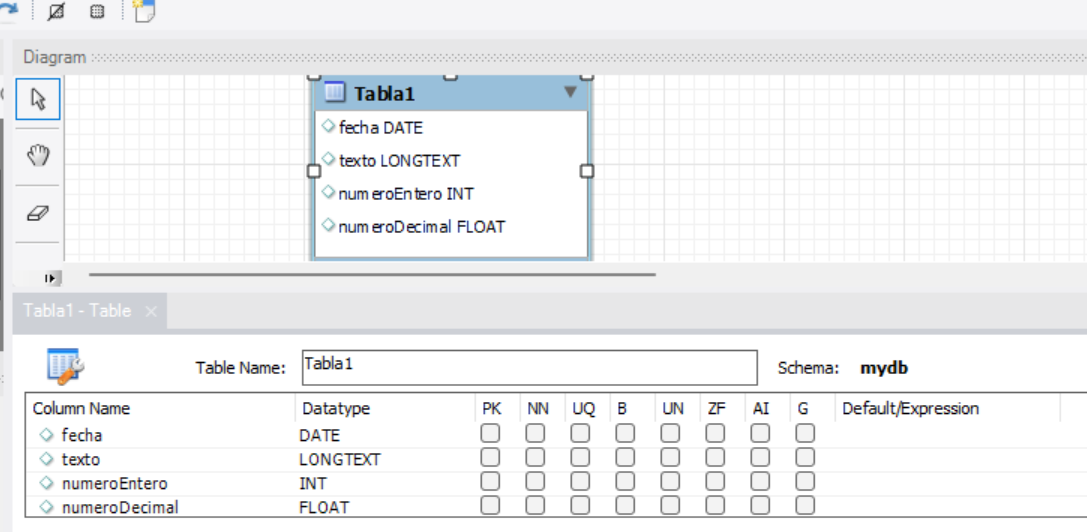 Diagram
Tabla1
fecha DATE
texto LONGTEXT
numeroEntero INT
numeroDecimal FLOAT
Tabla1 - Table
Table Name: Tabla1 Schema: mydb
Column Name Datatype PK NN UQ B UN ZF AI G Default/Expression
fecha DATE
texto LONGTEXT
numeroEntero INT
numeroDecimal FLOAT